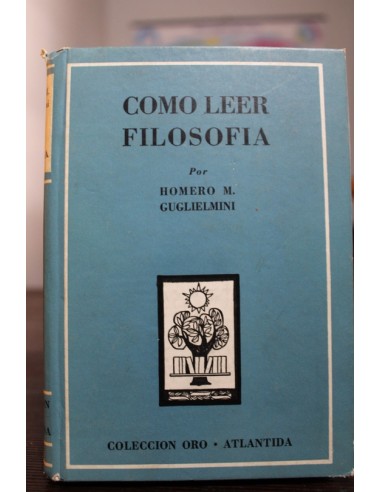 COMO LEER
FILOSOFIA
Por
HOMERO M.
GUGLIELMINI
COLECCION ORO • ATLANTIDA